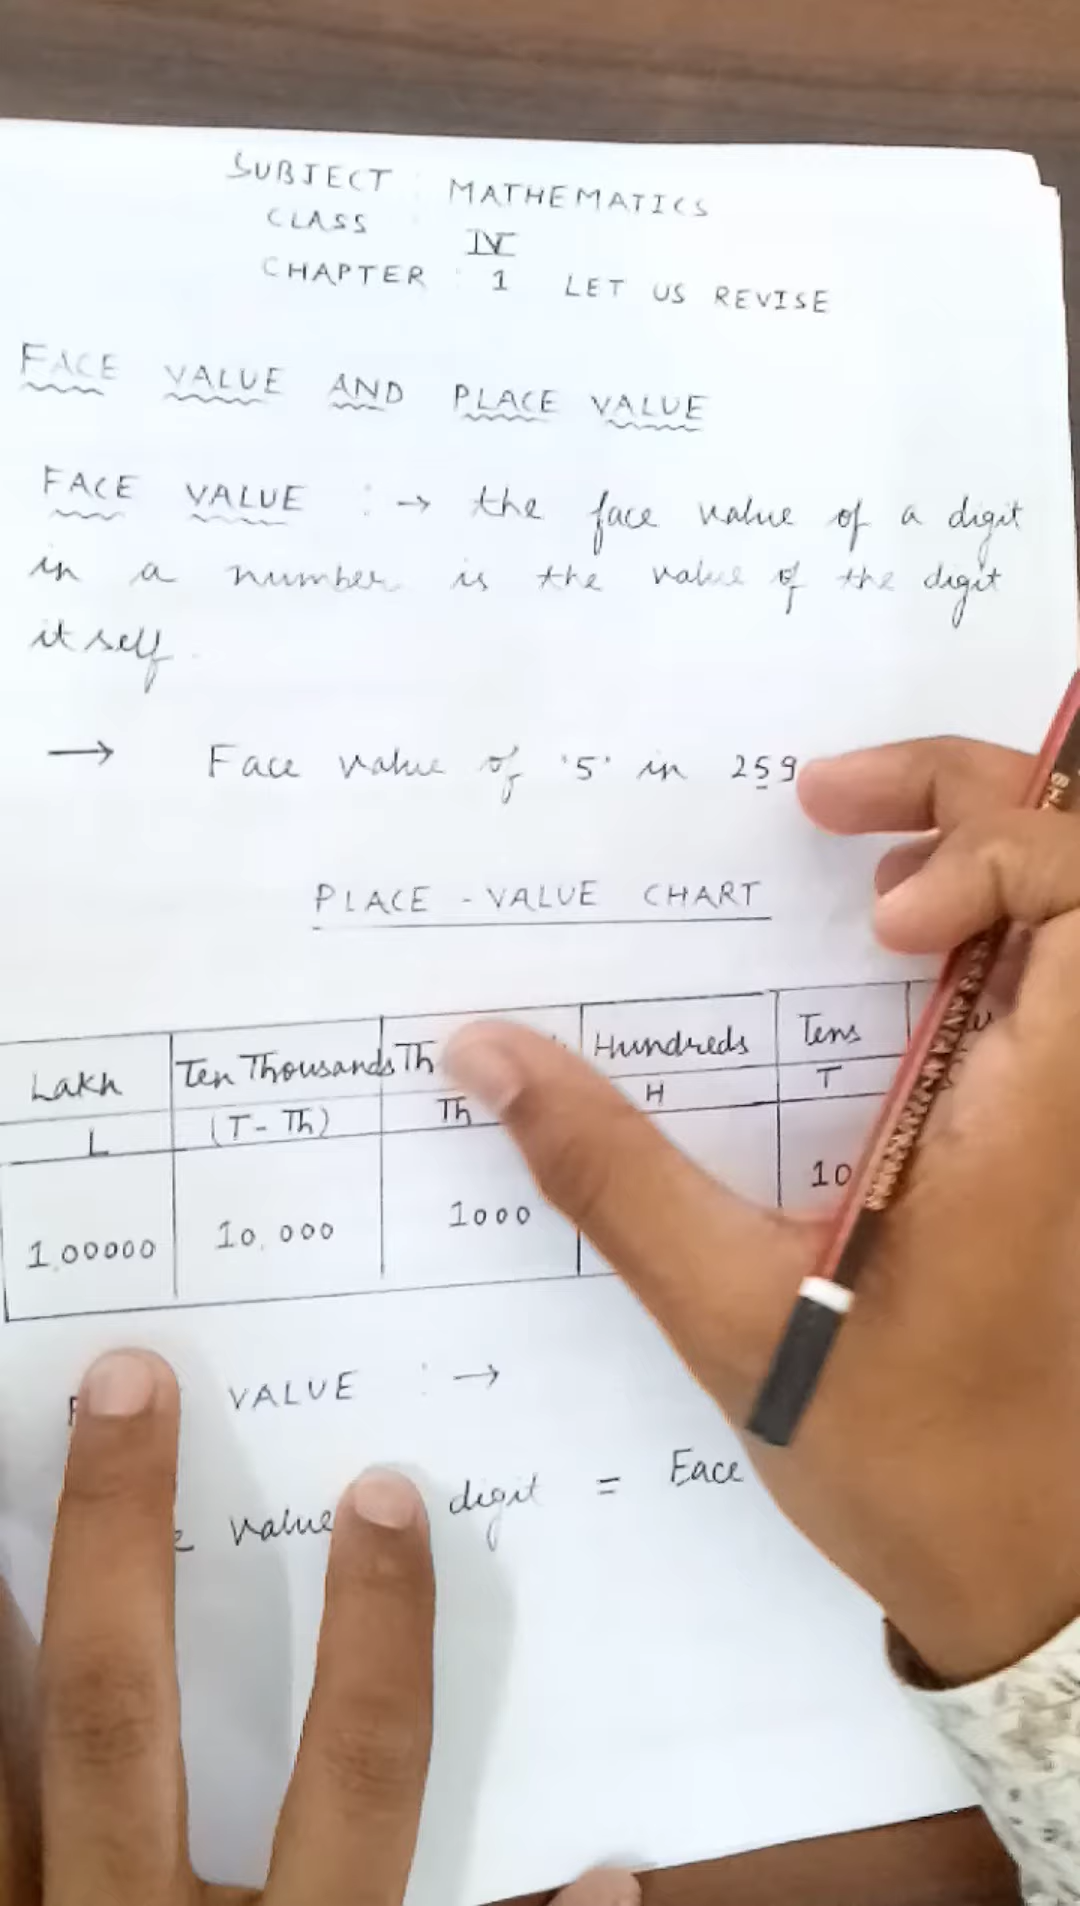 SUBJECT : MATHEMATICS
CLASS : IV
CHAPTER : 1 LET US REVISE
FACE VALUE AND PLACE VALUE
FACE VALUE :→ the face value of a digit
in a number is the value of the digit
itself.
→ Face value of '5' in 259
PLACE - VALUE CHART
Lakh Ten Thousands Th Hundreds Tens
L (T-Th) Th H T
1,00000 10,000 1000 10
VALUE :→
value digit = Face